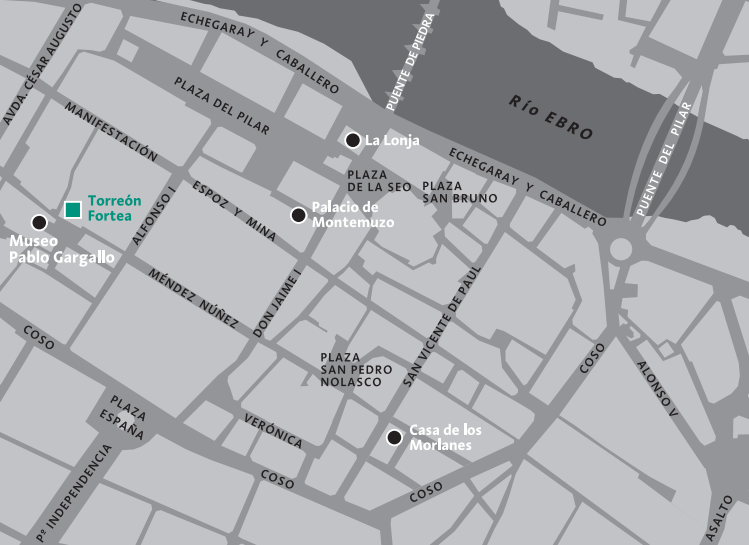 ECHEGARAY Y CABALLERO
AVDA. CÉSAR AUGUSTO
PUENTE DE PIEDRA
PLAZA DEL PILAR
Río EBRO
MANIFESTACIÓN
La Lonja
ECHEGARAY Y CABALLERO
PUENTE DEL PILAR
PLAZA
DE LA SEO
PLAZA
SAN BRUNO
ESPOZ Y MINA
ALFONSO I
Torreón
Fortea
Palacio de
Montemuzo
Museo
Pablo Gargallo
MÉNDEZ NÚÑEZ
DON JAIME I
SAN VICENTE DE PAUL
COSO
PLAZA
SAN PEDRO
NOLASCO
COSO
ALONSO V
PLAZA
ESPAÑA
VERÓNICA
Casa de los
Morlanes
Pº INDEPENDENCIA
COSO
COSO
ASALTO